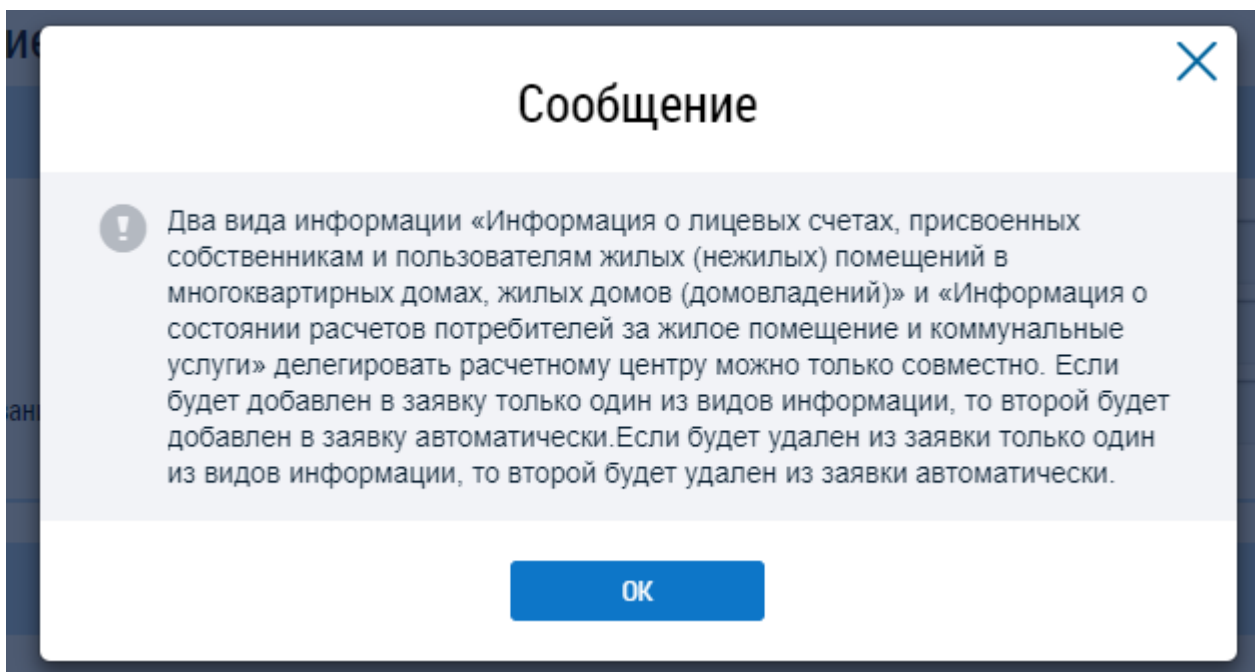 ие
Сообщение
Два вида информации «Информация о лицевых счетах, присвоенных
собственникам и пользователям жилых (нежилых) помещений в
многоквартирных домах, жилых домов (домовладений)» и «Информация о
состоянии расчетов потребителей за жилое помещение и коммунальные
услуги» делегировать расчетному центру можно только совместно. Если
будет добавлен в заявку только один из видов информации, то второй будет
добавлен в заявку автоматически.Если будет удален из заявки только один
из видов информации, то второй будет удален из заявки автоматически.
ван
ОК